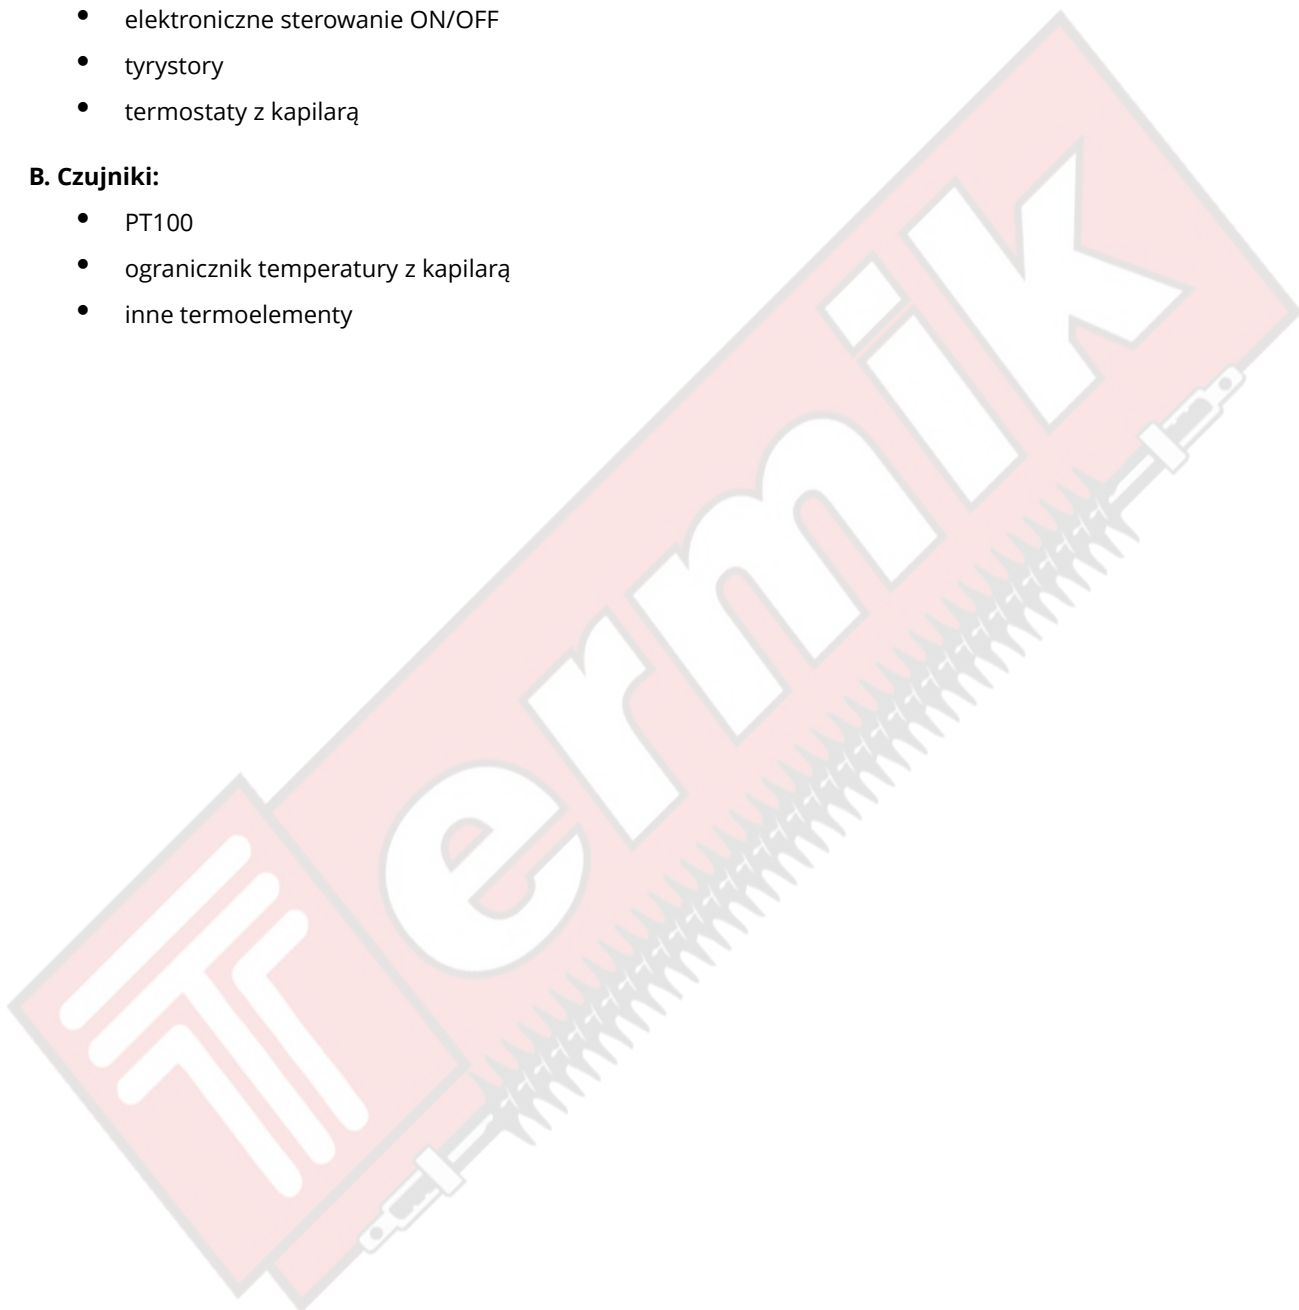 • elektroniczne sterowanie ON/OFF
• tyrystory
• termostaty z kapilarą
B. Czujniki:
• PT100
• ogranicznik temperatury z kapilarą
• inne termoelementy
Termik